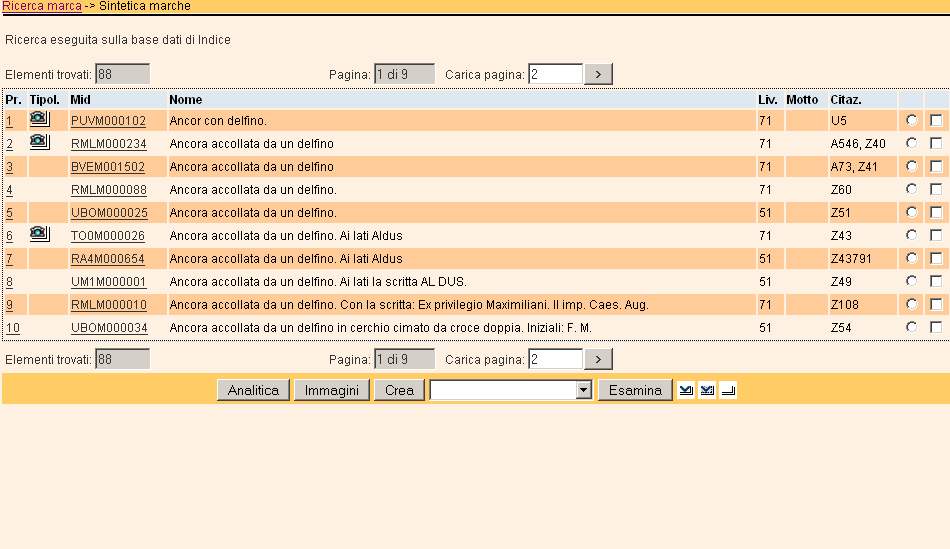 Ricerca marca -> Sintetica marche
Ricerca eseguita sulla base dati di Indice
Elementi trovati: 88 Pagina: 1 di 9 Carica pagina: 2 >
Pr. Tipol. Mid Nome Liv. Motto Citaz.
1 PUVM000102 Ancor con delfino. 71 U5
2 RMLM000234 Ancora accollata da un delfino 71 A546, Z40
3 BVEM001502 Ancora accollata da un delfino 71 A73, Z41
4 RMLM000088 Ancora accollata da un delfino. 71 Z60
5 UBOM000025 Ancora accollata da un delfino. 51 Z51
6 TO0M000026 Ancora accollata da un delfino. Ai lati Aldus 71 Z43
7 RA4M000654 Ancora accollata da un delfino. Ai lati Aldus 51 Z43791
8 UM1M000001 Ancora accollata da un delfino. Ai lati la scritta AL DUS. 51 Z49
9 RMLM000010 Ancora accollata da un delfino. Con la scritta: Ex privilegio Maximiliani. Il imp. Caes. Aug. 71 Z108
10 UBOM000034 Ancora accollata da un delfino in cerchio cimato da croce doppia. Iniziali: F. M. 51 Z54
Elementi trovati: 88 Pagina: 1 di 9 Carica pagina: 2 >
Analitica Immagini Crea Esamina